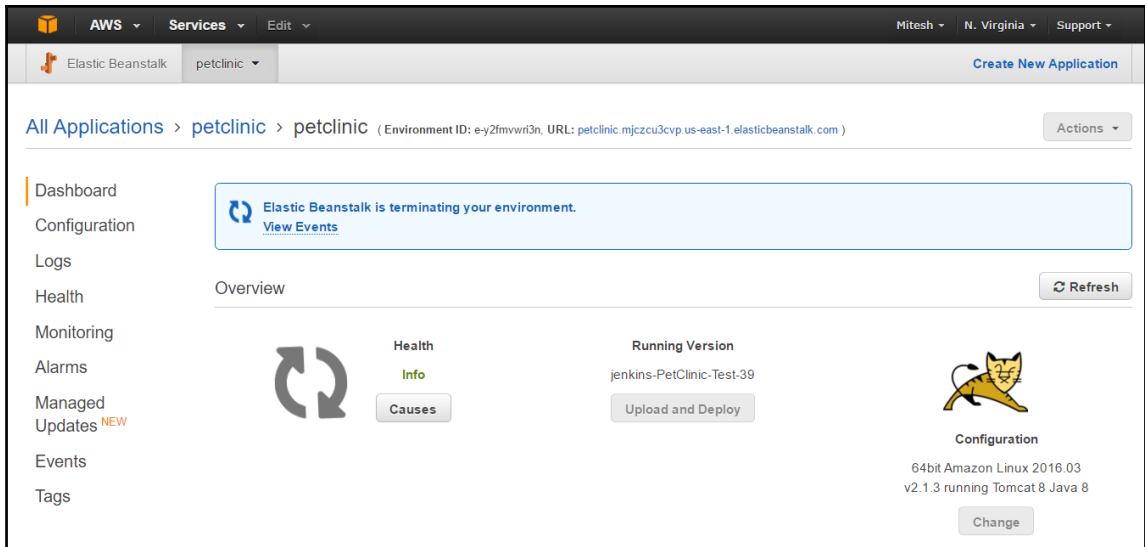 AWS Services Edit Mitesh N. Virginia Support
Elastic Beanstalk petclinic Create New Application
All Applications > petclinic > petclinic ( Environment ID: e-y2fmvwri3n, URL: petclinic.mjczcu3cvp.us-east-1.elasticbeanstalk.com ) Actions
Dashboard
Configuration
Logs
Health
Monitoring
Alarms
Managed
Updates NEW
Events
Tags
Elastic Beanstalk is terminating your environment.
View Events
Overview Refresh
Health
Info
Causes
Running Version
jenkins-PetClinic-Test-39
Upload and Deploy
Configuration
64bit Amazon Linux 2016.03
v2.1.3 running Tomcat 8 Java 8
Change